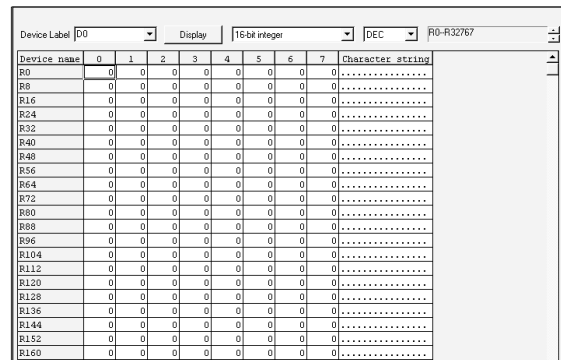 Device Label D0 Display 16-bit integer DEC R0-R32767
Device name 0 1 2 3 4 5 6 7 Character string
R0 0 0 0 0 0 0 0 0 ................
R8 0 0 0 0 0 0 0 0 ................
R16 0 0 0 0 0 0 0 0 ................
R24 0 0 0 0 0 0 0 0 ................
R32 0 0 0 0 0 0 0 0 ................
R40 0 0 0 0 0 0 0 0 ................
R48 0 0 0 0 0 0 0 0 ................
R56 0 0 0 0 0 0 0 0 ................
R64 0 0 0 0 0 0 0 0 ................
R72 0 0 0 0 0 0 0 0 ................
R80 0 0 0 0 0 0 0 0 ................
R88 0 0 0 0 0 0 0 0 ................
R96 0 0 0 0 0 0 0 0 ................
R104 0 0 0 0 0 0 0 0 ................
R112 0 0 0 0 0 0 0 0 ................
R120 0 0 0 0 0 0 0 0 ................
R128 0 0 0 0 0 0 0 0 ................
R136 0 0 0 0 0 0 0 0 ................
R144 0 0 0 0 0 0 0 0 ................
R152 0 0 0 0 0 0 0 0 ................
R160 0 0 0 0 0 0 0 0 ................